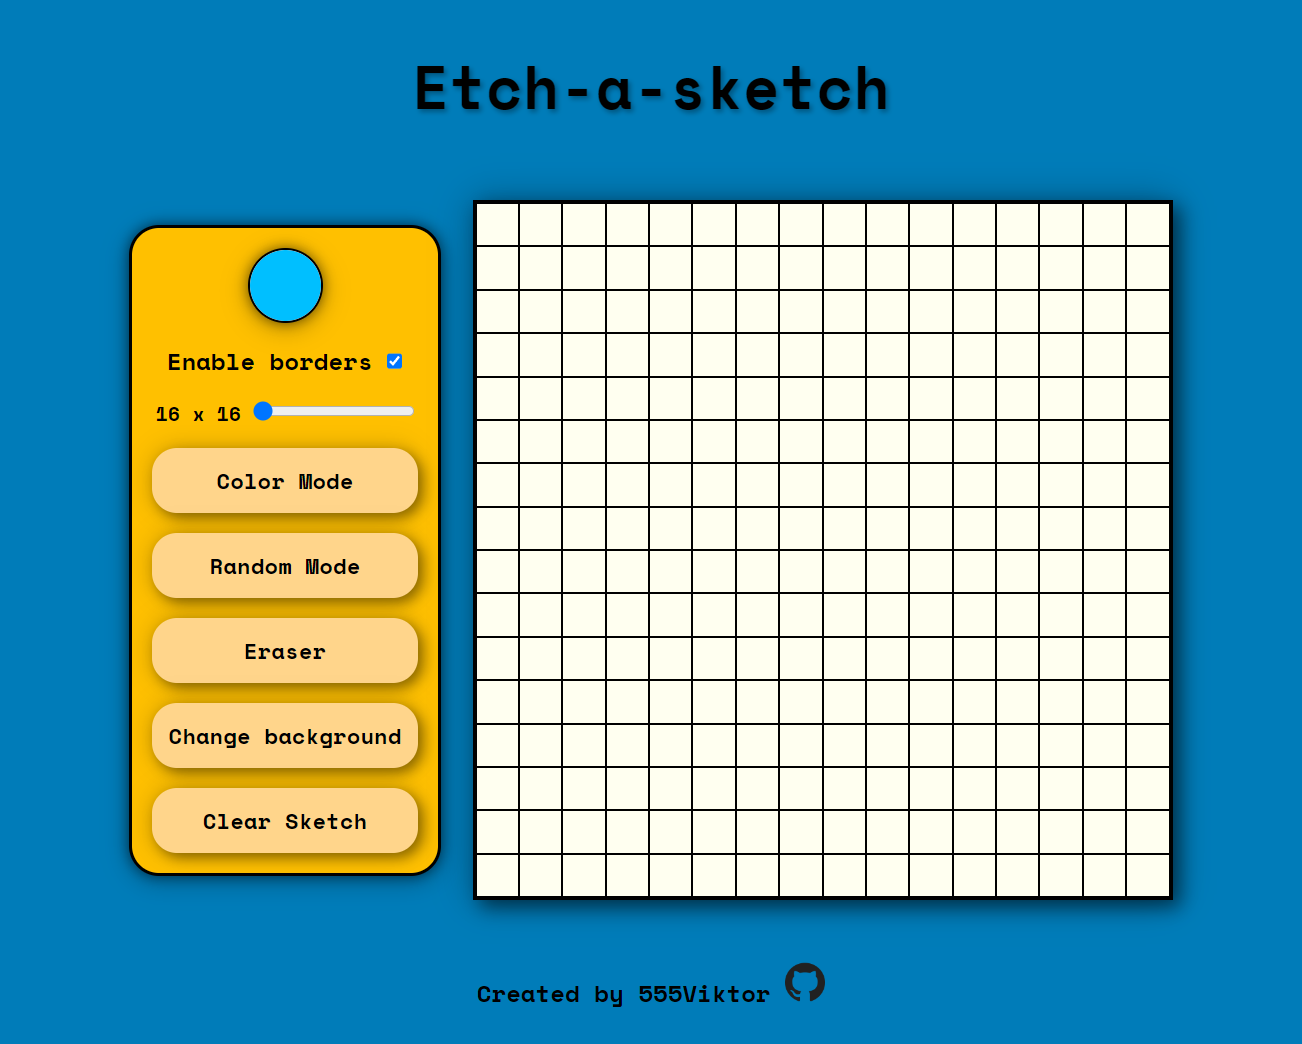 Etch-a-sketch
Enable borders
16 x 16
Color Mode
Random Mode
Eraser
Change background
Clear Sketch
Created by 555Viktor